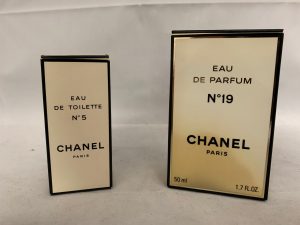 EAU
DE TOILETTE
N°5
CHANEL
PARIS
EAU
DE PARFUM
N°19
CHANEL
PARIS
50 ml
1.7 FL.OZ.